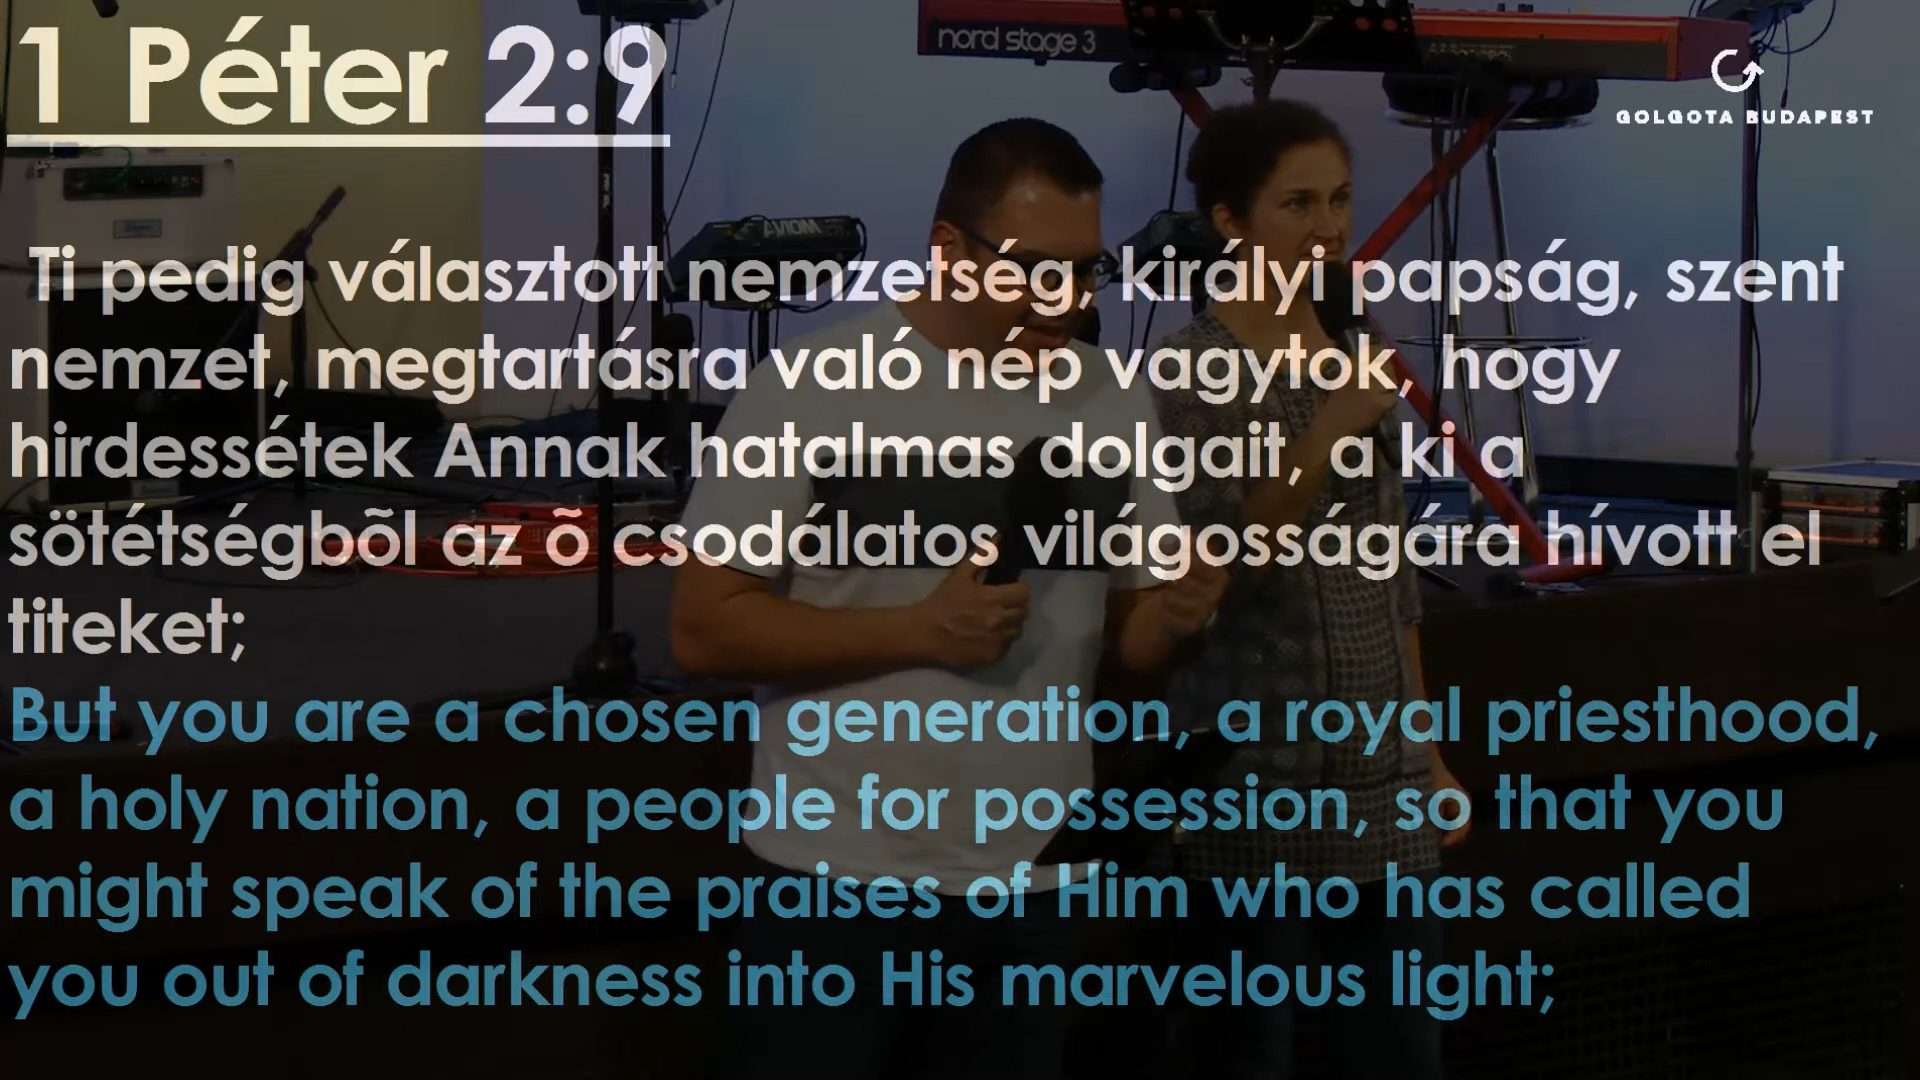 1 Péter 2:9
nord stage 3
GOLGOTA BUDAPEST
AVIOM
Ti pedig választott nemzetség, királyi papság, szent
nemzet, megtartásra való nép vagytok, hogy
hirdessétek Annak hatalmas dolgait, a ki a
sötétségbõl az õ csodálatos világosságára hívott el
titeket;
But you are a chosen generation, a royal priesthood,
a holy nation, a people for possession, so that you
might speak of the praises of Him who has called
you out of darkness into His marvelous light;